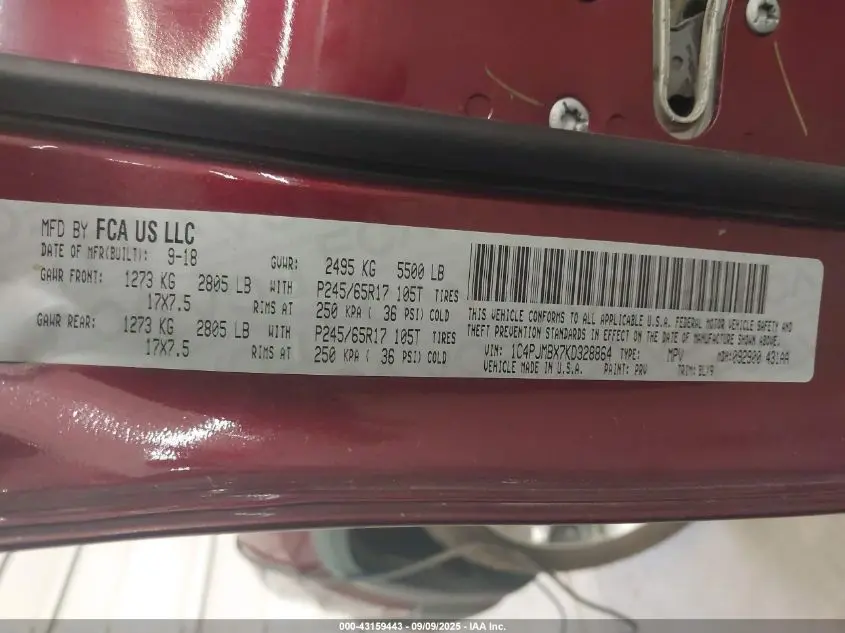 MFD BY FCA US LLC
DATE OF MFR(BUILT): 9-18 GVWR: 2495 KG 5500 LB
GAWR FRONT: 1273 KG 2805 LB WITH P245/65R17 105T TIRES
17X7.5 RIMS AT 250 KPA ( 36 PSI) COLD
GAWR REAR: 1273 KG 2805 LB WITH P245/65R17 105T TIRES
17X7.5 RIMS AT 250 KPA ( 36 PSI) COLD
THIS VEHICLE CONFORMS TO ALL APPLICABLE U.S.A. FEDERAL MOTOR VEHICLE SAFETY AND
THEFT PREVENTION STANDARDS IN EFFECT ON THE DATE OF MANUFACTURE SHOWN ABOVE.
VIN: 1C4PJMBX7KD328864 TYPE: MPV MDH:092900 431AA
VEHICLE MADE IN U.S.A. PAINT: PRV TRIM: BLX9
000-43159443 - 09/09/2025 - IAA Inc.